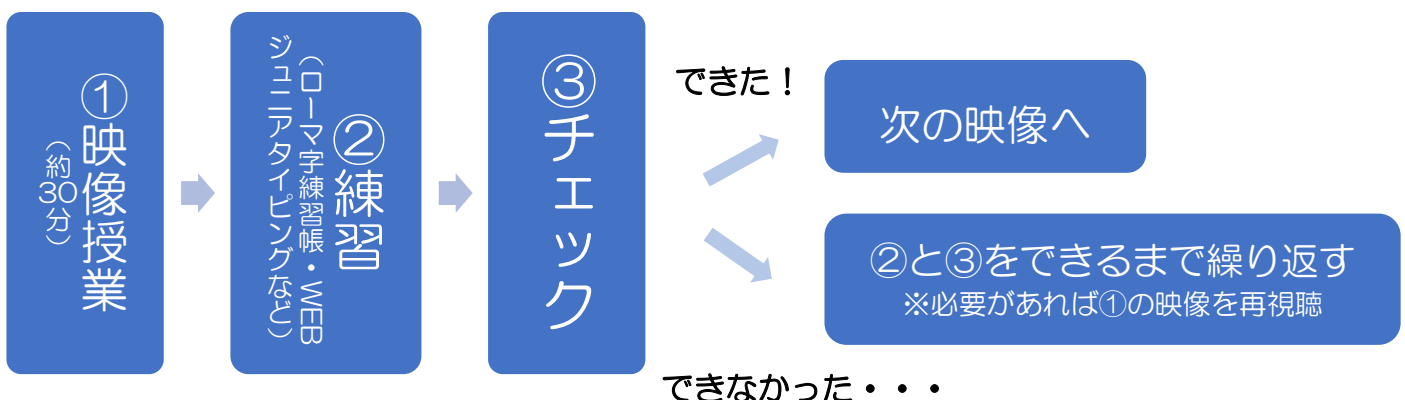 ①映像授業
（約30分）
②練習
（ローマ字練習帳・WEB
ジュニアタイピングなど）
③チェック
できた！
次の映像へ
②と③をできるまで繰り返す
※必要があれば①の映像を再視聴
できなかった・・・